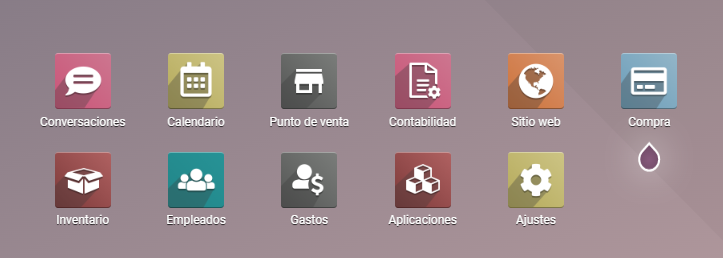 Conversaciones
Calendario
Punto de venta
Contabilidad
Sitio web
Compra
Inventario
Empleados
Gastos
Aplicaciones
Ajustes